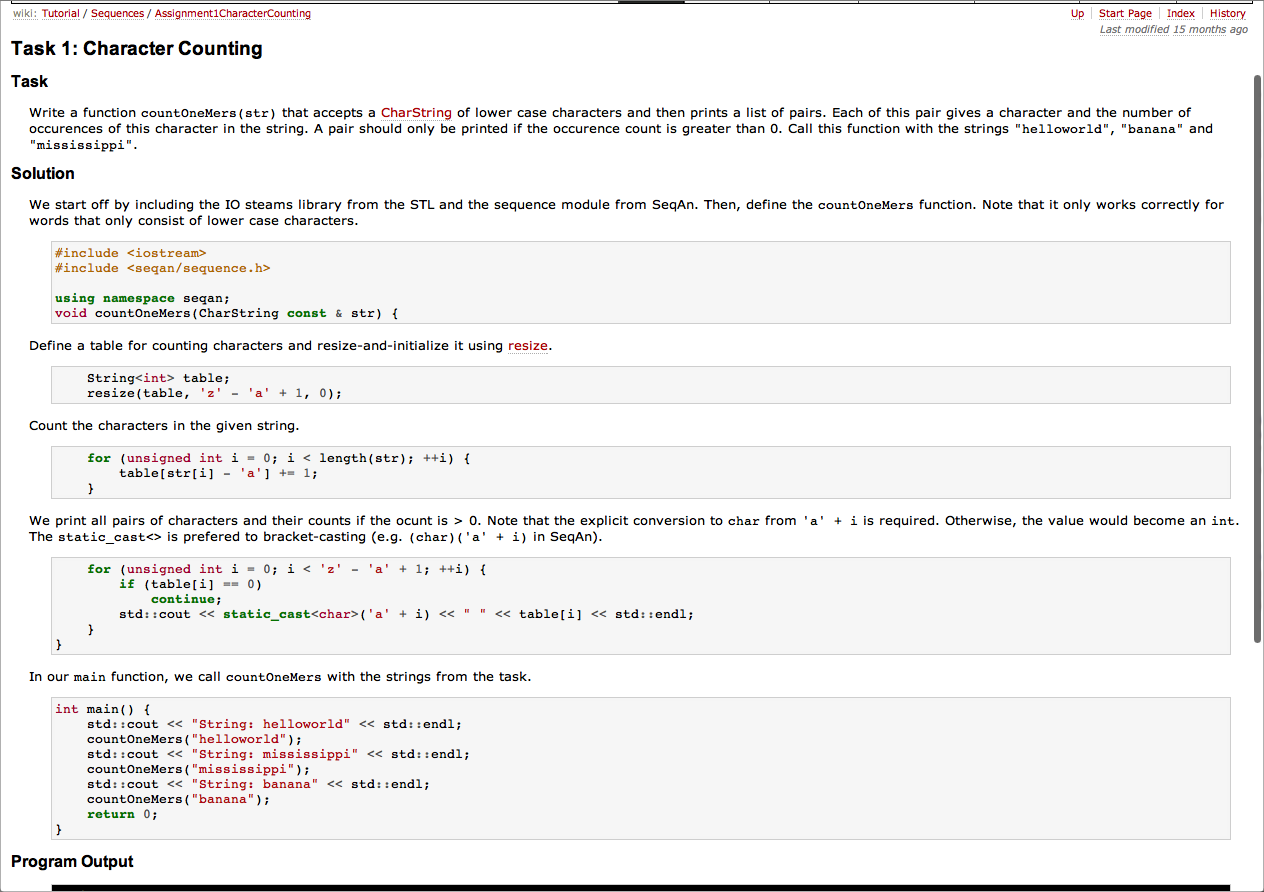 wiki: Tutorial / Sequences / Assignment1CharacterCounting
Up Start Page Index History
Last modified 15 months ago
Task 1: Character Counting
Task
Write a function countOneMers(str) that accepts a CharString of lower case characters and then prints a list of pairs. Each of this pair gives a character and the number of
occurences of this character in the string. A pair should only be printed if the occurence count is greater than 0. Call this function with the strings "helloworld", "banana" and
"mississippi".
Solution
We start off by including the IO steams library from the STL and the sequence module from SeqAn. Then, define the countOneMers function. Note that it only works correctly for
words that only consist of lower case characters.
#include <iostream>
#include <seqan/sequence.h>
using namespace seqan;
void countOneMers(CharString const & str) {
Define a table for counting characters and resize-and-initialize it using resize.
String<int> table;
resize(table, 'z' - 'a' + 1, 0);
Count the characters in the given string.
for (unsigned int i = 0; i < length(str); ++i) {
table[str[i] - 'a'] += 1;
}
We print all pairs of characters and their counts if the ocunt is > 0. Note that the explicit conversion to char from 'a' + i is required. Otherwise, the value would become an int.
The static_cast<> is prefered to bracket-casting (e.g. (char)('a' + i) in SeqAn).
for (unsigned int i = 0; i < 'z' - 'a' + 1; ++i) {
if (table[i] == 0)
continue;
std::cout << static_cast<char>('a' + i) << " " << table[i] << std::endl;
}
}
In our main function, we call countOneMers with the strings from the task.
int main() {
std::cout << "String: helloworld" << std::endl;
countOneMers("helloworld");
std::cout << "String: mississippi" << std::endl;
countOneMers("mississippi");
std::cout << "String: banana" << std::endl;
countOneMers("banana");
return 0;
}
Program Output